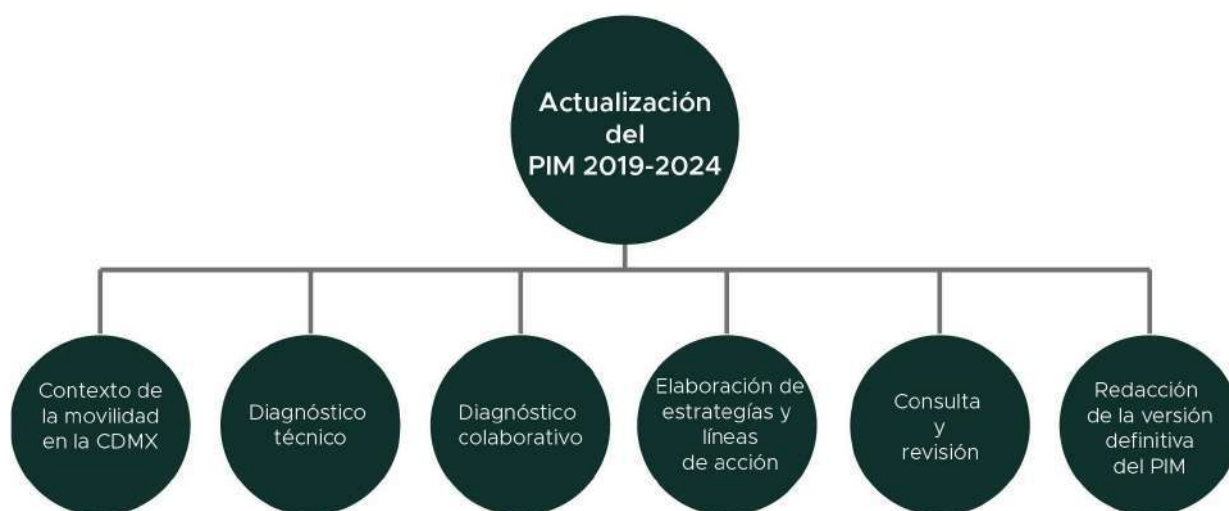 Actualización
del
PIM 2019-2024
Contexto de
la movilidad
en la CDMX
Diagnóstico
técnico
Diagnóstico
colaborativo
Elaboración de
estrategías y
líneas
de acción
Consulta
y
revisión
Redacción
de la versión
definitiva
del PIM